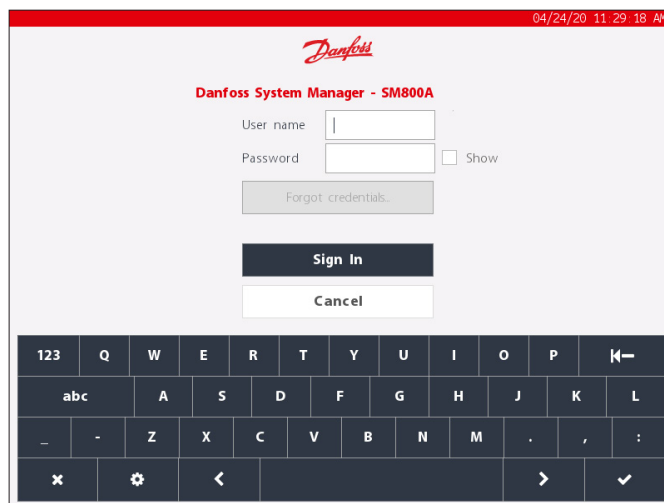 04/24/20 11:29:18 AM
Danfoss
Danfoss System Manager - SM800A
User name
Password
Show
Forgot credentials..
Sign In
Cancel
123 Q W E R T Y U I O P
abc A S D F G H J K L
_ - Z X C V B N M . , :